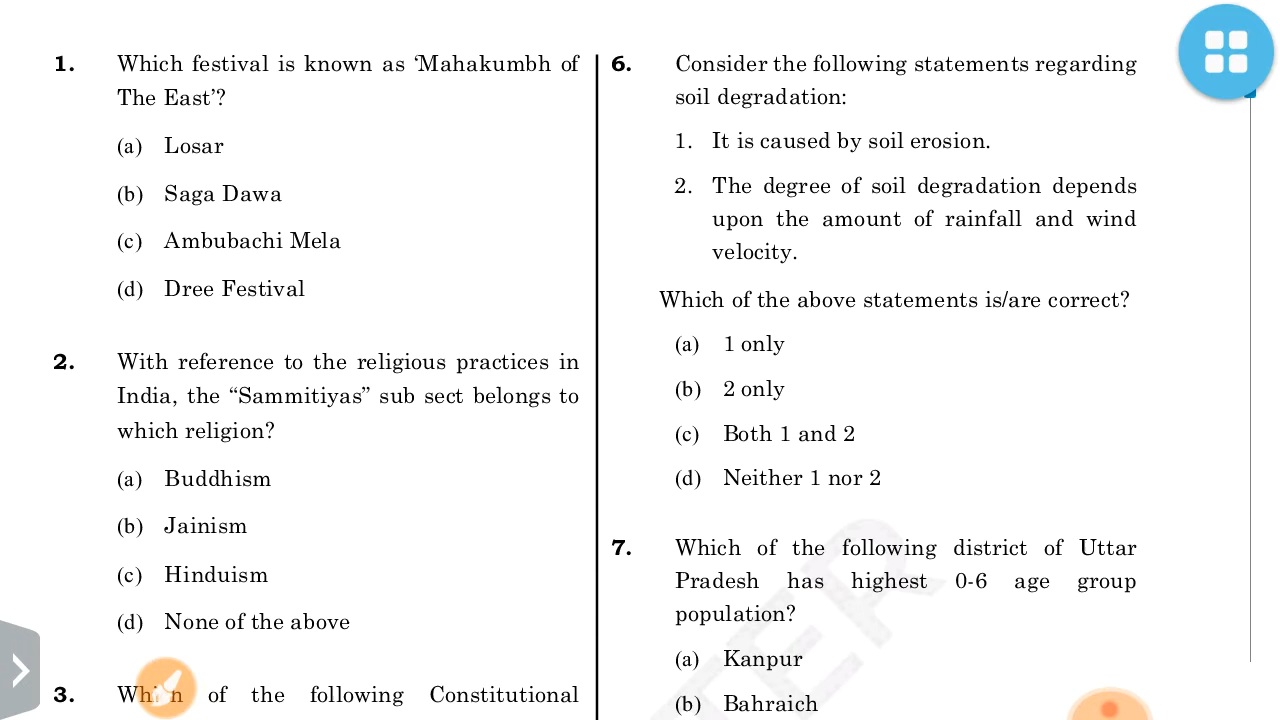 1. Which festival is known as ‘Mahakumbh of
The East’?
(a) Losar
(b) Saga Dawa
(c) Ambubachi Mela
(d) Dree Festival
2. With reference to the religious practices in
India, the “Sammitiyas” sub sect belongs to
which religion?
(a) Buddhism
(b) Jainism
(c) Hinduism
(d) None of the above
3. of the following Constitutional
6. Consider the following statements regarding
soil degradation:
1. It is caused by soil erosion.
2. The degree of soil degradation depends
upon the amount of rainfall and wind
velocity.
Which of the above statements is/are correct?
(a) 1 only
(b) 2 only
(c) Both 1 and 2
(d) Neither 1 nor 2
7. Which of the following district of Uttar
Pradesh has highest 0-6 age group
population?
(a) Kanpur
(b) Bahraich